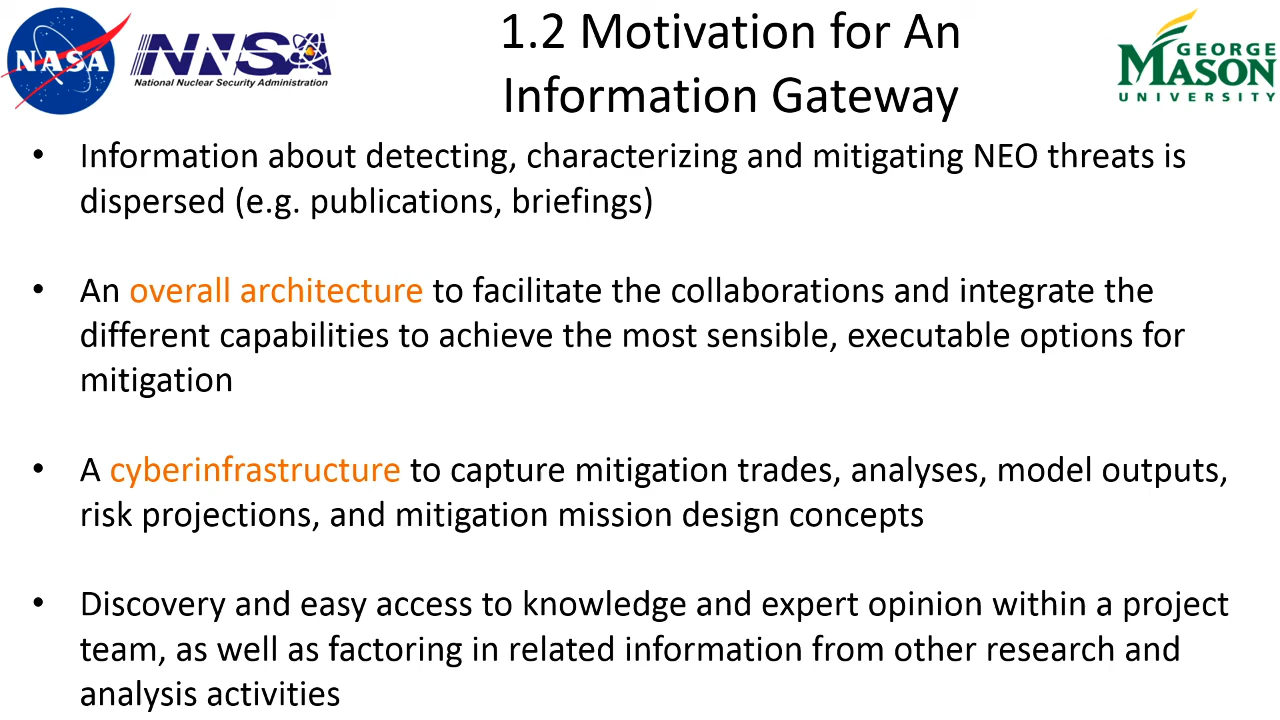 NASA
NNSA
National Nuclear Security Administration
1.2 Motivation for An
Information Gateway
GEORGE
MASON
UNIVERSITY
• Information about detecting, characterizing and mitigating NEO threats is
dispersed (e.g. publications, briefings)
• An overall architecture to facilitate the collaborations and integrate the
different capabilities to achieve the most sensible, executable options for
mitigation
• A cyberinfrastructure to capture mitigation trades, analyses, model outputs,
risk projections, and mitigation mission design concepts
• Discovery and easy access to knowledge and expert opinion within a project
team, as well as factoring in related information from other research and
analysis activities